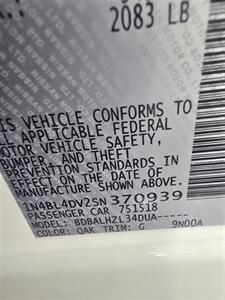 2083 LB
IS VEHICLE CONFORMS TO
L APPLICABLE FEDERAL
MOTOR VEHICLE SAFETY,
BUMPER, AND THEFT
PREVENTION STANDARDS IN
EFFECT ON THE DATE OF
MANUFACTURE SHOWN ABOVE.
1N4BL4DV2SN370939
PASSENGER CAR 751518
MODEL: BDBALHZL34DUA-----
COLOR: QAK TRIM: G 9N00A